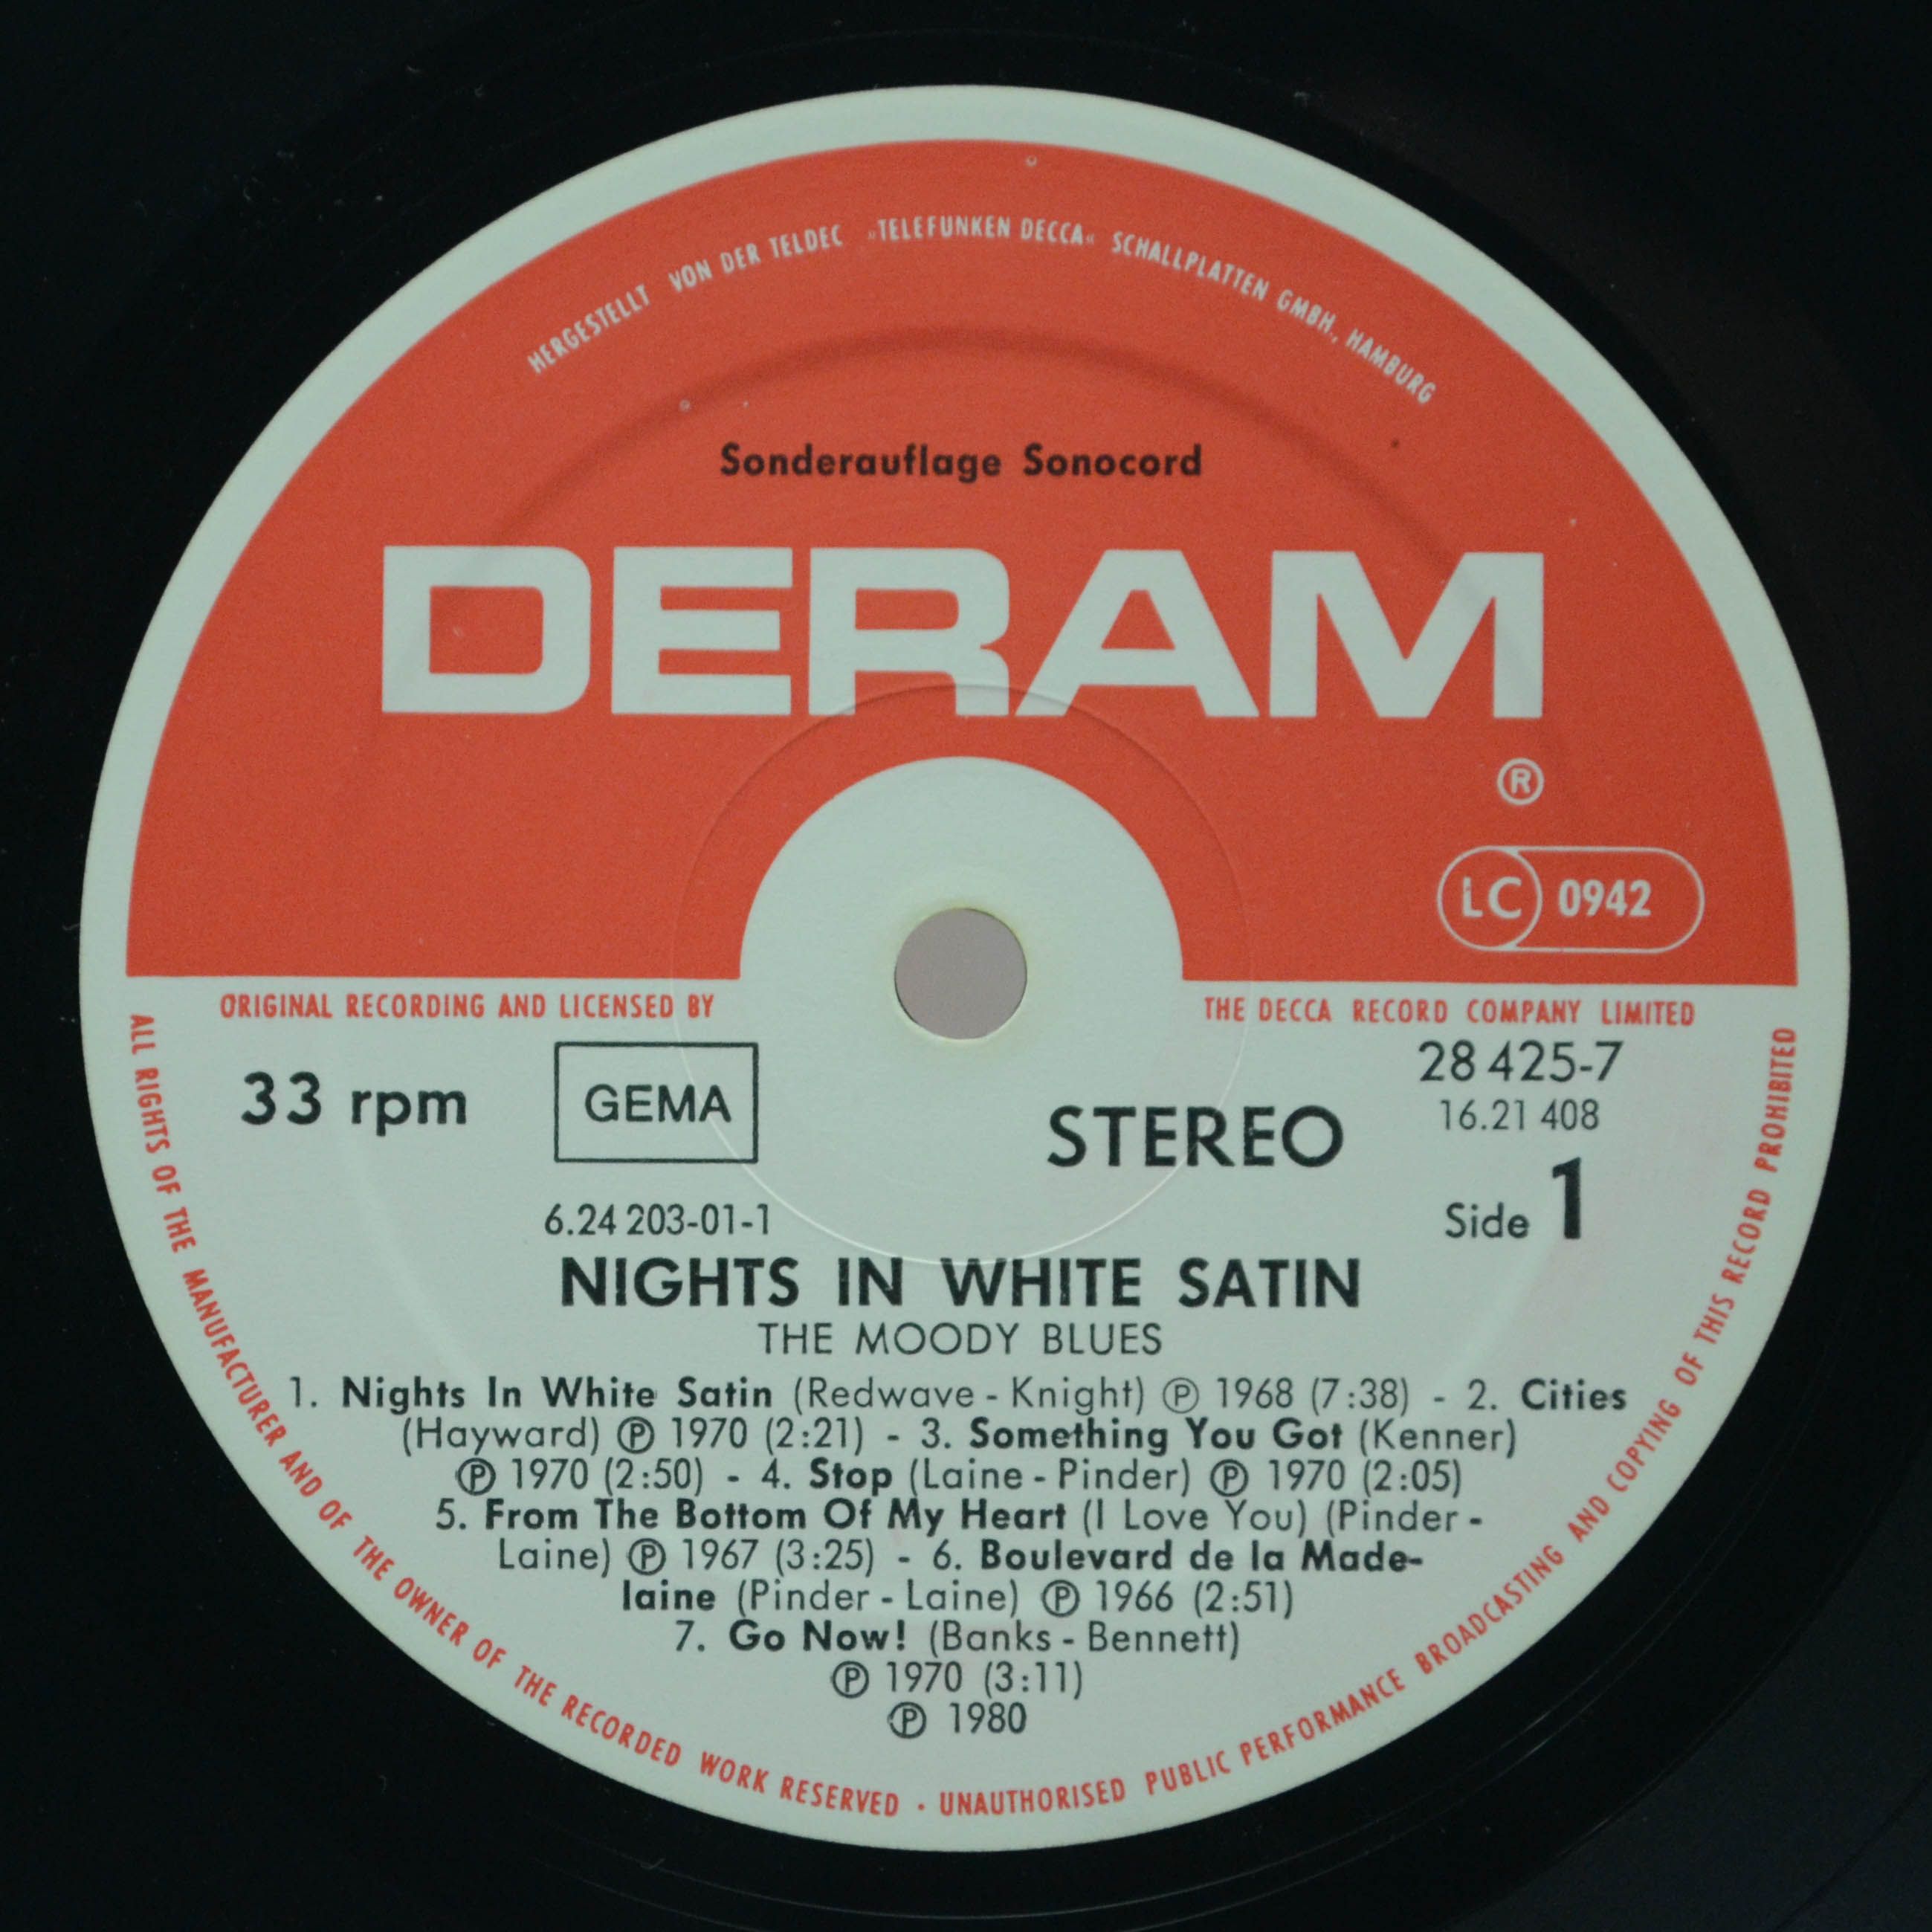 HERGESTELLT VON DER TELDEC »TELEFUNKEN DECCA« SCHALLPLATTEN GMBH., HAMBURG
Sonderauflage Sonocord
DERAM
®
LC 0942
ORIGINAL RECORDING AND LICENSED BY THE DECCA RECORD COMPANY LIMITED
33 rpm
GEMA
STEREO
28 425-7
16.21 408
Side 1
6.24 203-01-1
NIGHTS IN WHITE SATIN
THE MOODY BLUES
1. Nights In White Satin (Redwave - Knight) ℗ 1968 (7:38) - 2. Cities
(Hayward) ℗ 1970 (2:21) - 3. Something You Got (Kenner)
℗ 1970 (2:50) - 4. Stop (Laine - Pinder) ℗ 1970 (2:05)
5. From The Bottom Of My Heart (I Love You) (Pinder -
Laine) ℗ 1967 (3:25) - 6. Boulevard de la Made-
laine (Pinder - Laine) ℗ 1966 (2:51)
7. Go Now! (Banks - Bennett)
℗ 1970 (3:11)
℗ 1980
ALL RIGHTS OF THE MANUFACTURER AND OF THE OWNER OF THE RECORDED WORK RESERVED · UNAUTHORISED PUBLIC PERFORMANCE BROADCASTING AND COPYING OF THIS RECORD PROHIBITED